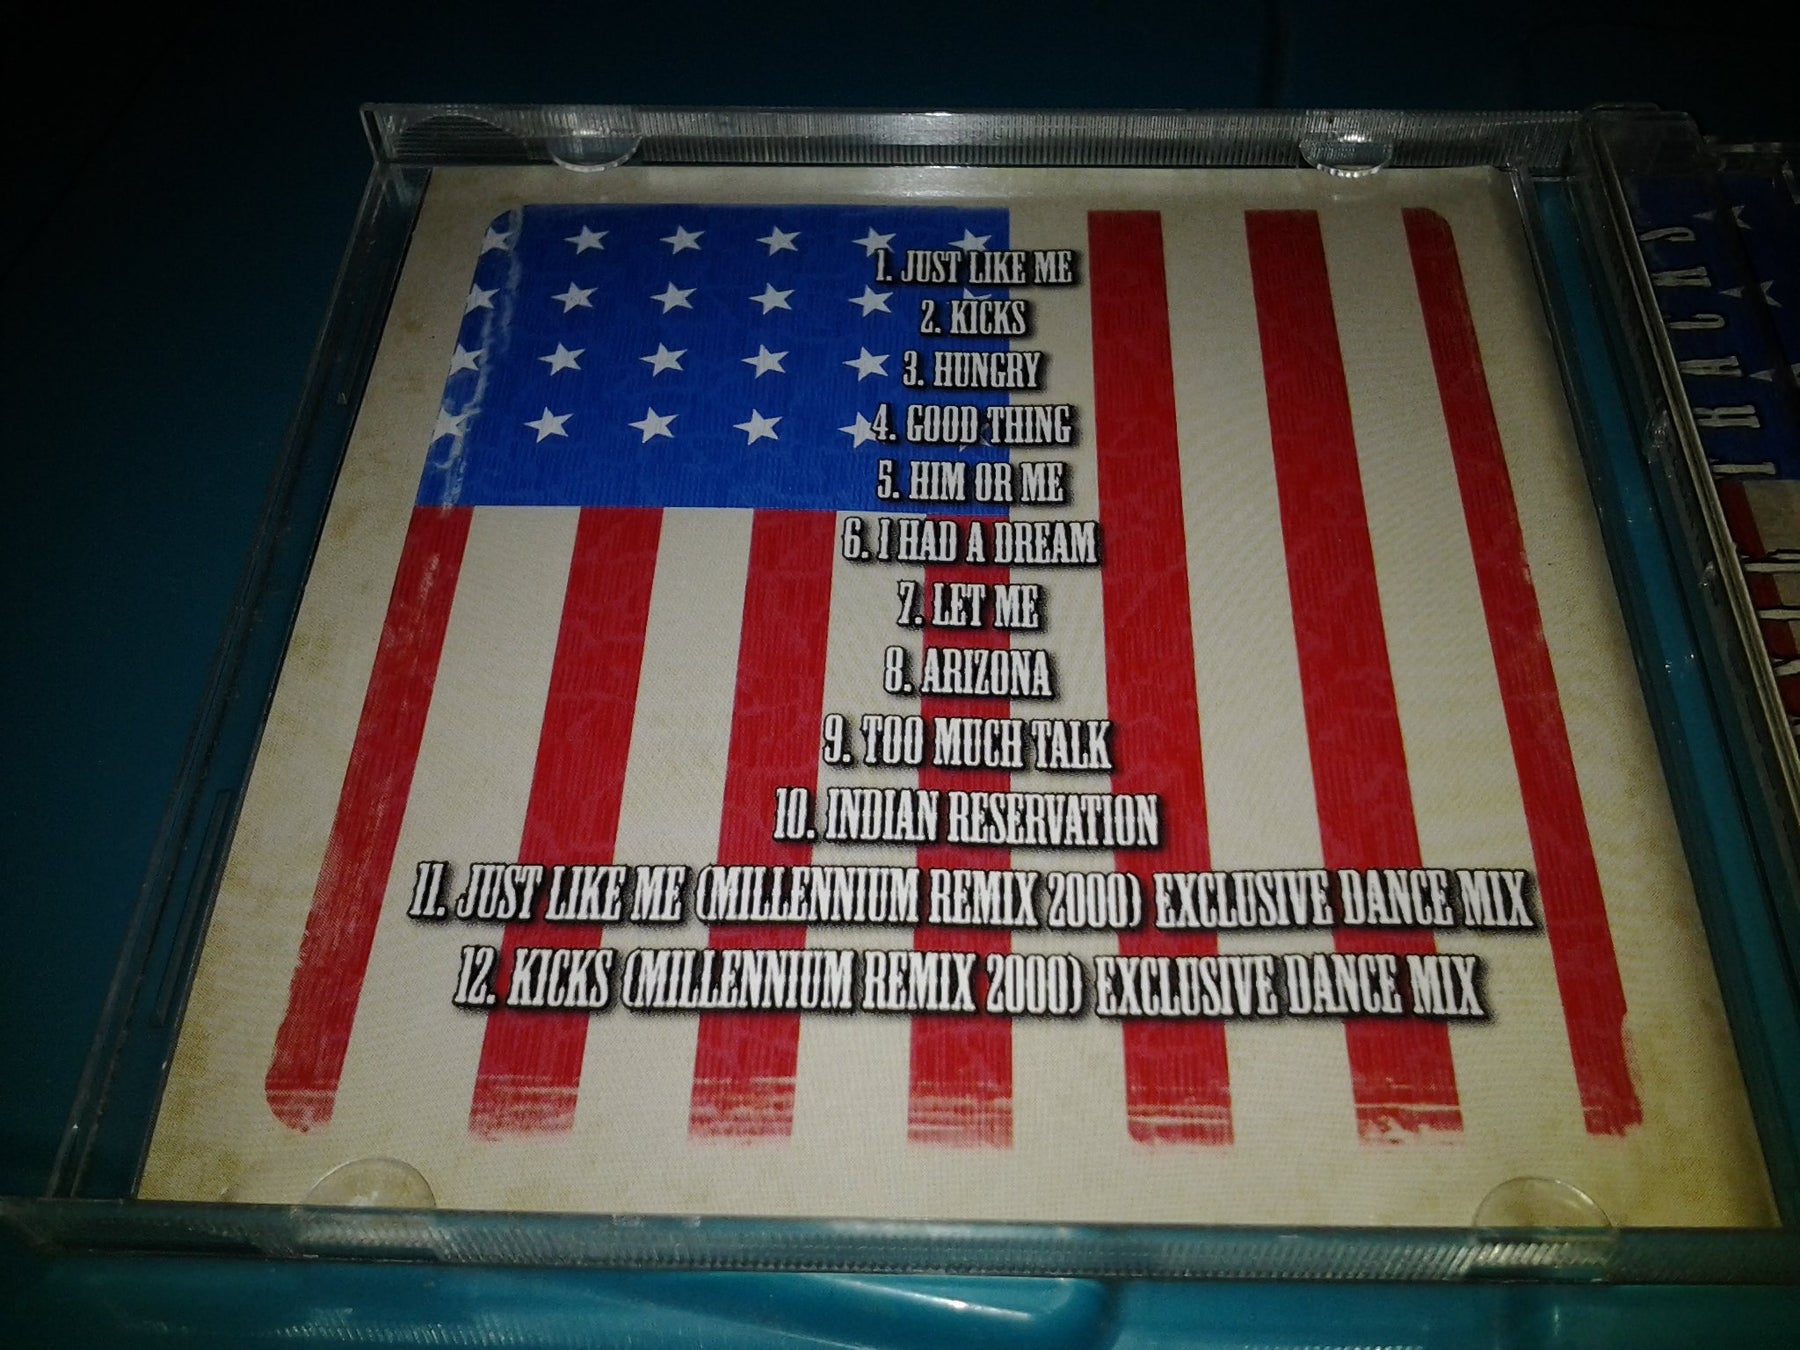 1. JUST LIKE ME
2. KICKS
3. HUNGRY
4. GOOD THING
5. HIM OR ME
6. I HAD A DREAM
7. LET ME
8. ARIZONA
9. TOO MUCH TALK
10. INDIAN RESERVATION
11. JUST LIKE ME (MILLENNIUM REMIX 2000) EXCLUSIVE DANCE MIX
12. KICKS (MILLENNIUM REMIX 2000) EXCLUSIVE DANCE MIX
TRACKS